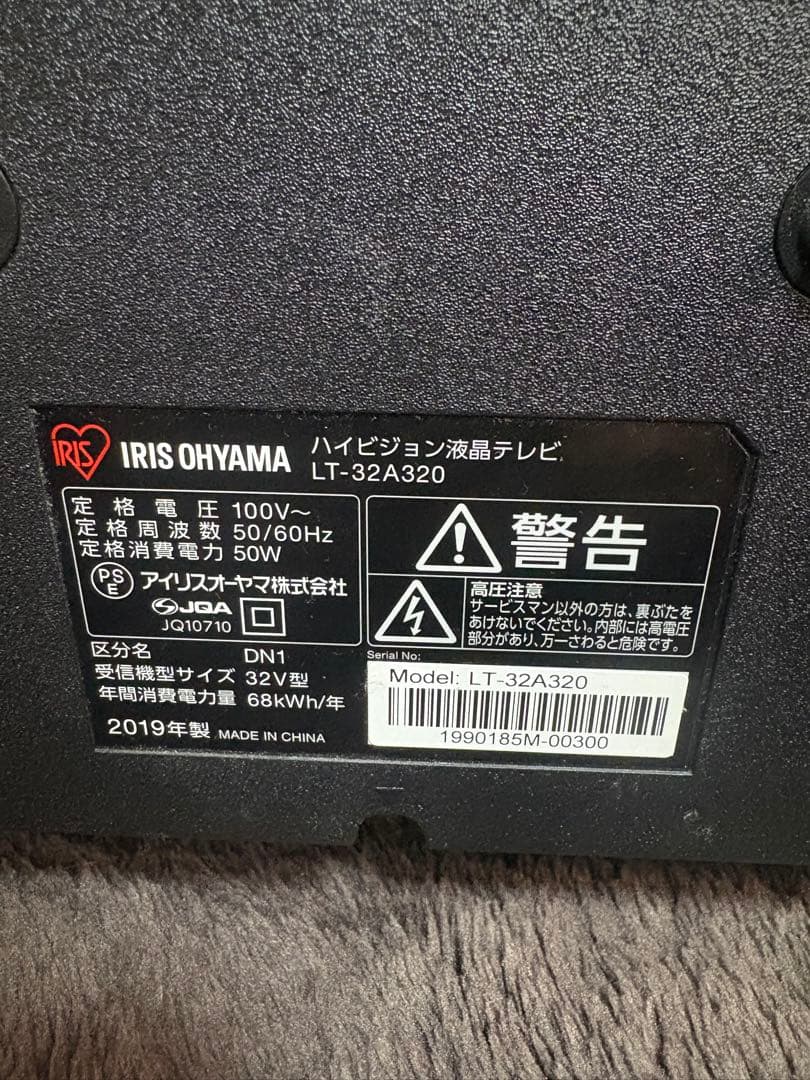 IRIS IRIS OHYAMA ハイビジョン液晶テレビ
LT-32A320
定格電圧 100V～
定格周波数 50/60Hz
定格消費電力 50W
PSE アイリスオーヤマ株式会社
JQA
JQ10710
区分名 DN1
受信機型サイズ 32V型
年間消費電力量 68kWh/年
2019年製 MADE IN CHINA
警告
高圧注意
サービスマン以外の方は、裏ぶたを
あけないでください。内部には高電圧
部分があり、万一さわると危険です。
Serial No:
Model: LT-32A320
1990185M-00300